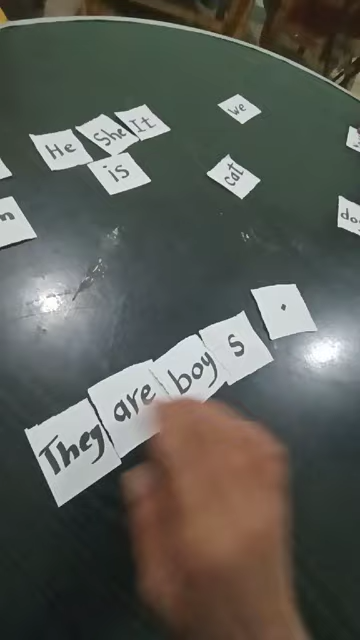 He She It
we
is
cat
They are boy s .